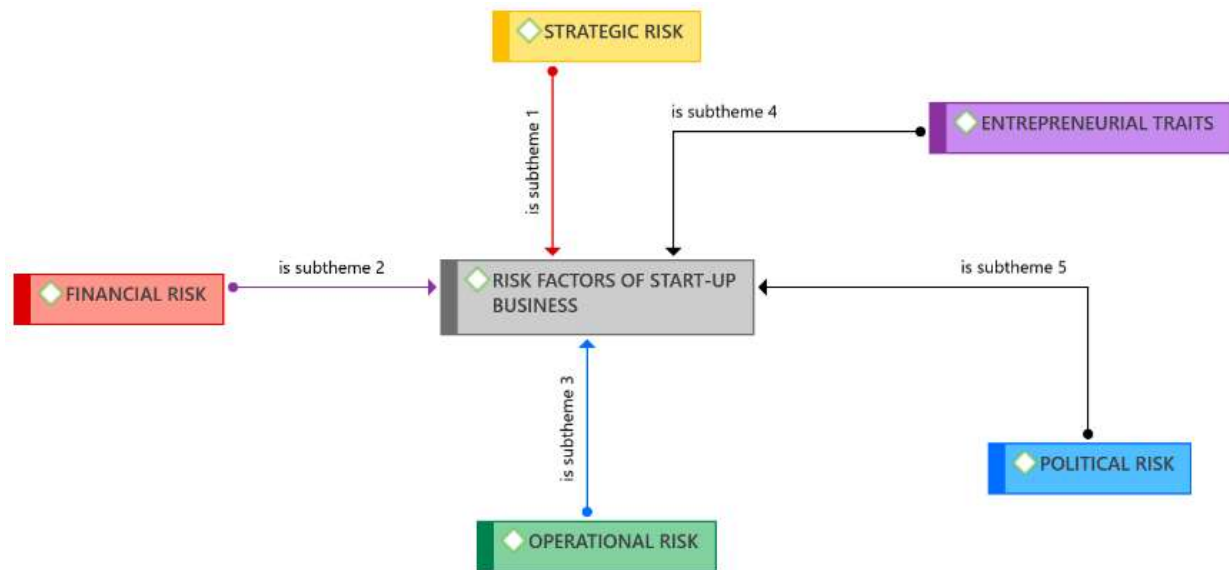 STRATEGIC RISK
is subtheme 1
is subtheme 4
ENTREPRENEURIAL TRAITS
is subtheme 2
FINANCIAL RISK
RISK FACTORS OF START-UP
BUSINESS
is subtheme 5
is subtheme 3
POLITICAL RISK
OPERATIONAL RISK